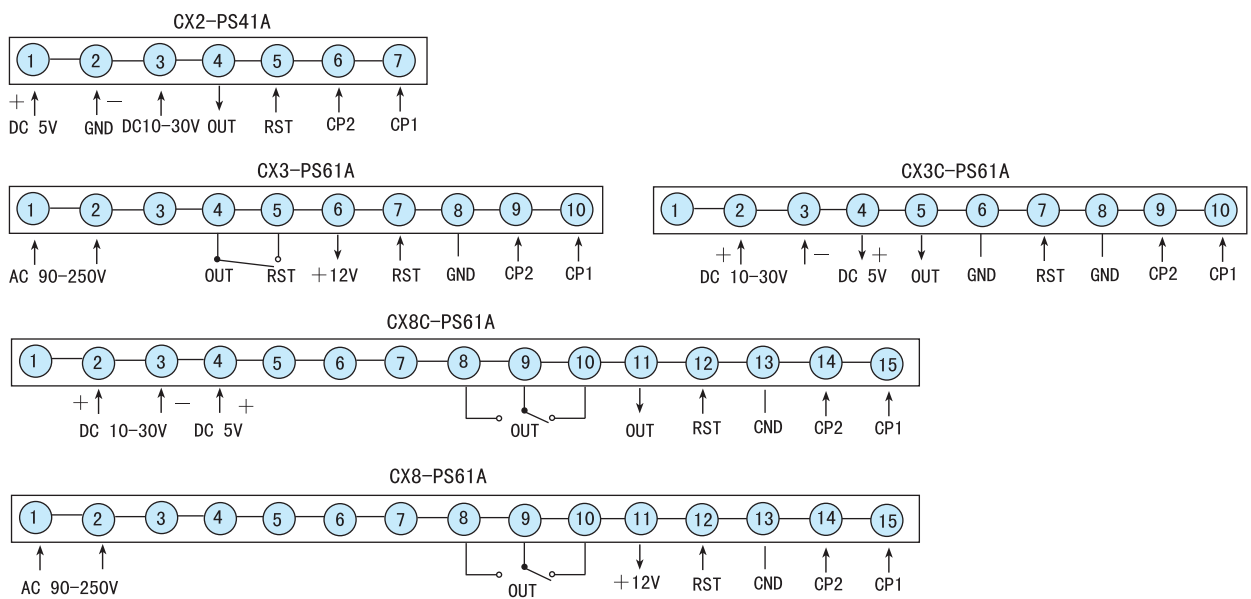 CX2-PS41A
1 2 3 4 5 6 7
+ -
DC 5V GND DC10-30V OUT RST CP2 CP1
CX3-PS61A
1 2 3 4 5 6 7 8 9 10
AC 90-250V OUT RST +12V RST GND CP2 CP1
CX3C-PS61A
1 2 3 4 5 6 7 8 9 10
+ - +
DC 10-30V DC 5V OUT GND RST GND CP2 CP1
CX8C-PS61A
1 2 3 4 5 6 7 8 9 10 11 12 13 14 15
+ - +
DC 10-30V DC 5V OUT OUT RST CND CP2 CP1
CX8-PS61A
1 2 3 4 5 6 7 8 9 10 11 12 13 14 15
AC 90-250V OUT +12V RST CND CP2 CP1